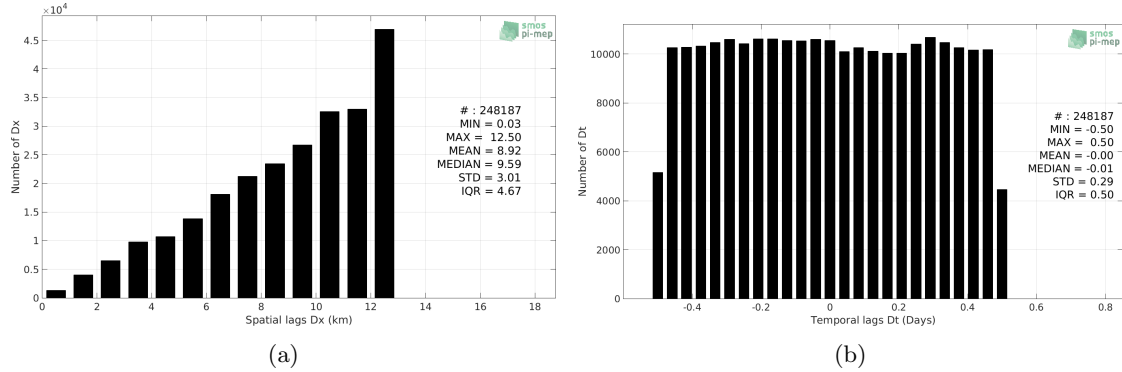 ×10⁴
4.5
4
3.5
3
2.5
2
1.5
1
0.5
0
Number of Dx
smos
pi-mep
# : 248187
MIN = 0.03
MAX = 12.50
MEAN = 8.92
MEDIAN = 9.59
STD = 3.01
IQR = 4.67
0 2 4 6 8 10 12 14 16 18
Spatial lags Dx (km)
(a)
10000
8000
6000
4000
2000
0
Number of Dt
smos
pi-mep
# : 248187
MIN = -0.50
MAX = 0.50
MEAN = -0.00
MEDIAN = -0.01
STD = 0.29
IQR = 0.50
-0.4 -0.2 0 0.2 0.4 0.6 0.8
Temporal lags Dt (Days)
(b)